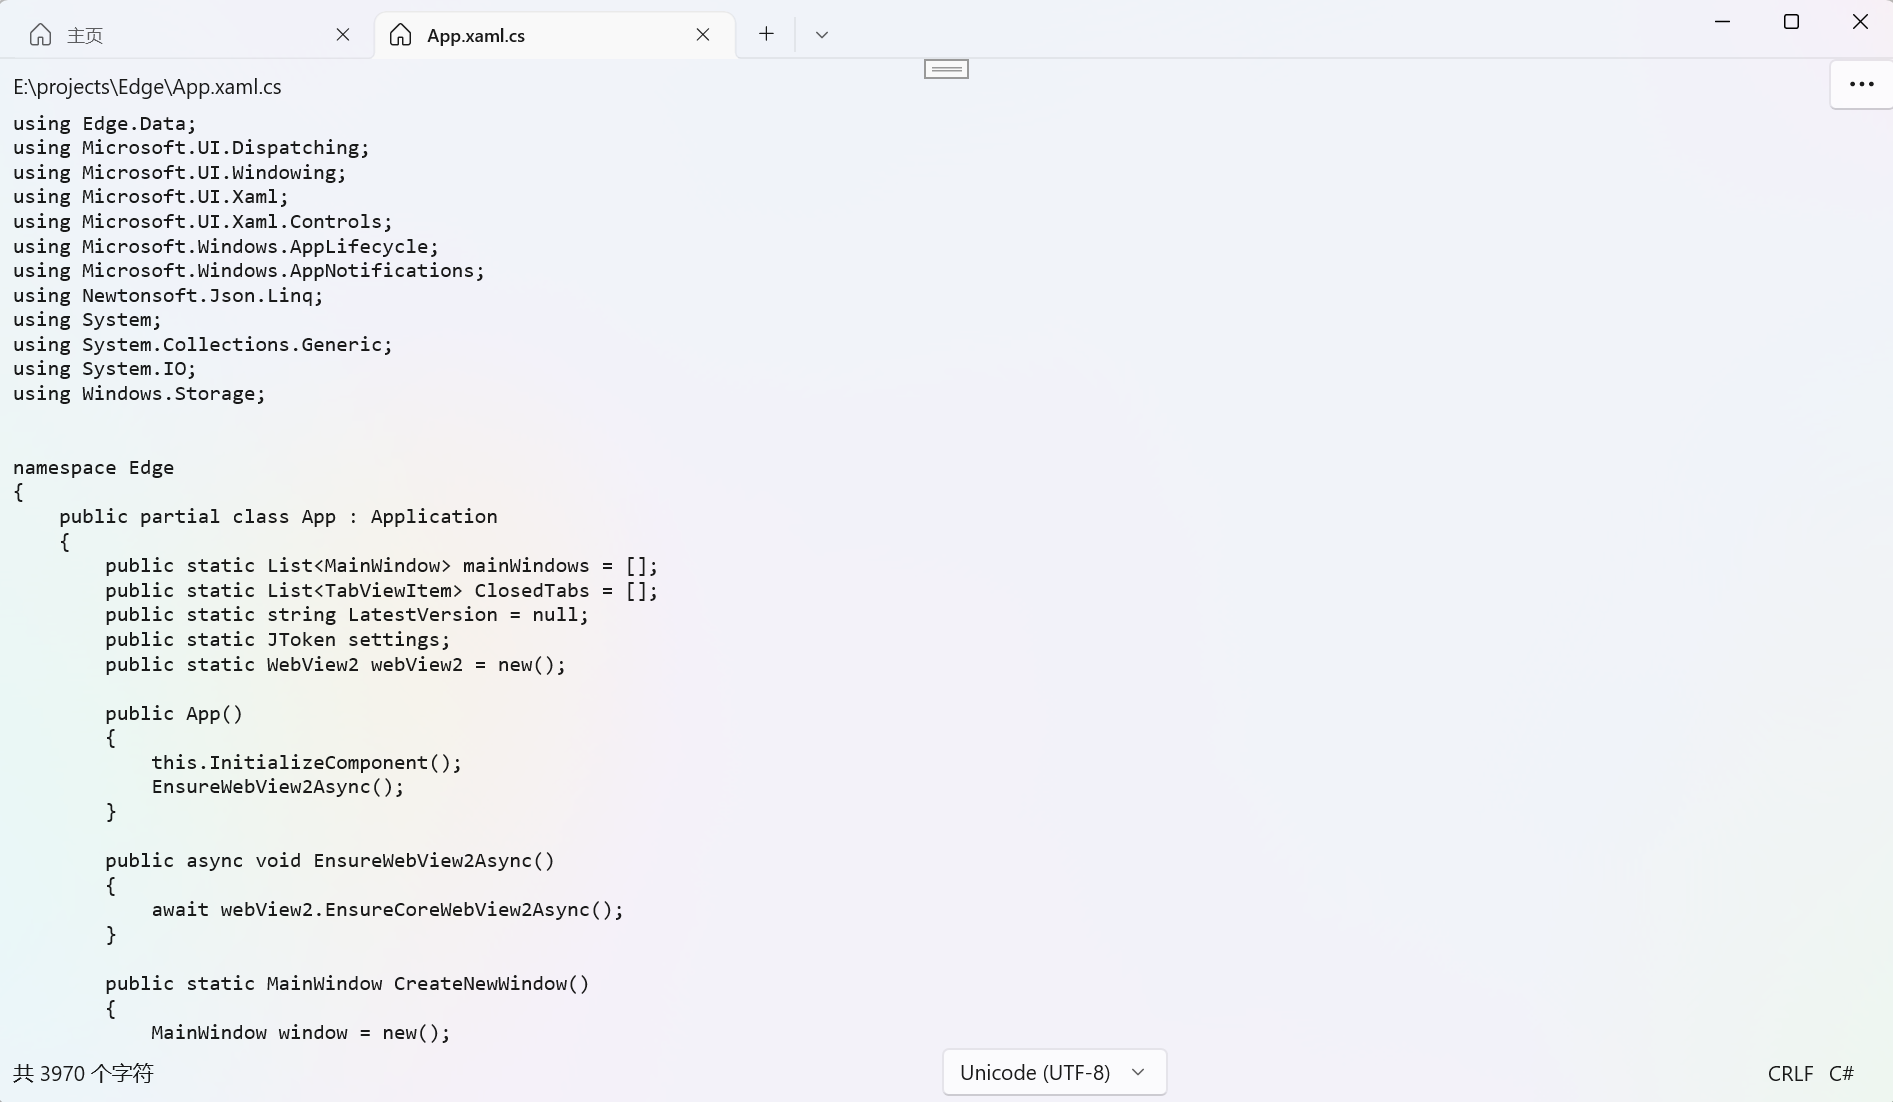 主页
App.xaml.cs
E:\projects\Edge\App.xaml.cs
using Edge.Data;
using Microsoft.UI.Dispatching;
using Microsoft.UI.Windowing;
using Microsoft.UI.Xaml;
using Microsoft.UI.Xaml.Controls;
using Microsoft.Windows.AppLifecycle;
using Microsoft.Windows.AppNotifications;
using Newtonsoft.Json.Linq;
using System;
using System.Collections.Generic;
using System.IO;
using Windows.Storage;
namespace Edge
{
    public partial class App : Application
    {
        public static List<MainWindow> mainWindows = [];
        public static List<TabViewItem> ClosedTabs = [];
        public static string LatestVersion = null;
        public static JToken settings;
        public static WebView2 webView2 = new();
        public App()
        {
            this.InitializeComponent();
            EnsureWebView2Async();
        }
        public async void EnsureWebView2Async()
        {
            await webView2.EnsureCoreWebView2Async();
        }
        public static MainWindow CreateNewWindow()
        {
            MainWindow window = new();
共 3970 个字符
Unicode (UTF-8)
CRLF
C#